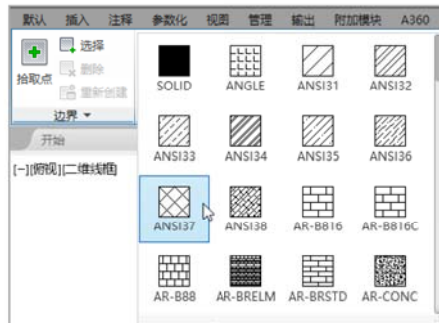 默认 插入 注释 参数化 视图 管理 输出 附加模块 A360
拾取点
选择
删除
重新创建
边界
开始
[-][俯视][二维线框]
SOLID ANGLE ANSI31 ANSI32
ANSI33 ANSI34 ANSI35 ANSI36
ANSI37 ANSI38 AR-B816 AR-B816C
AR-B88 AR-BRELM AR-BRSTD AR-CONC